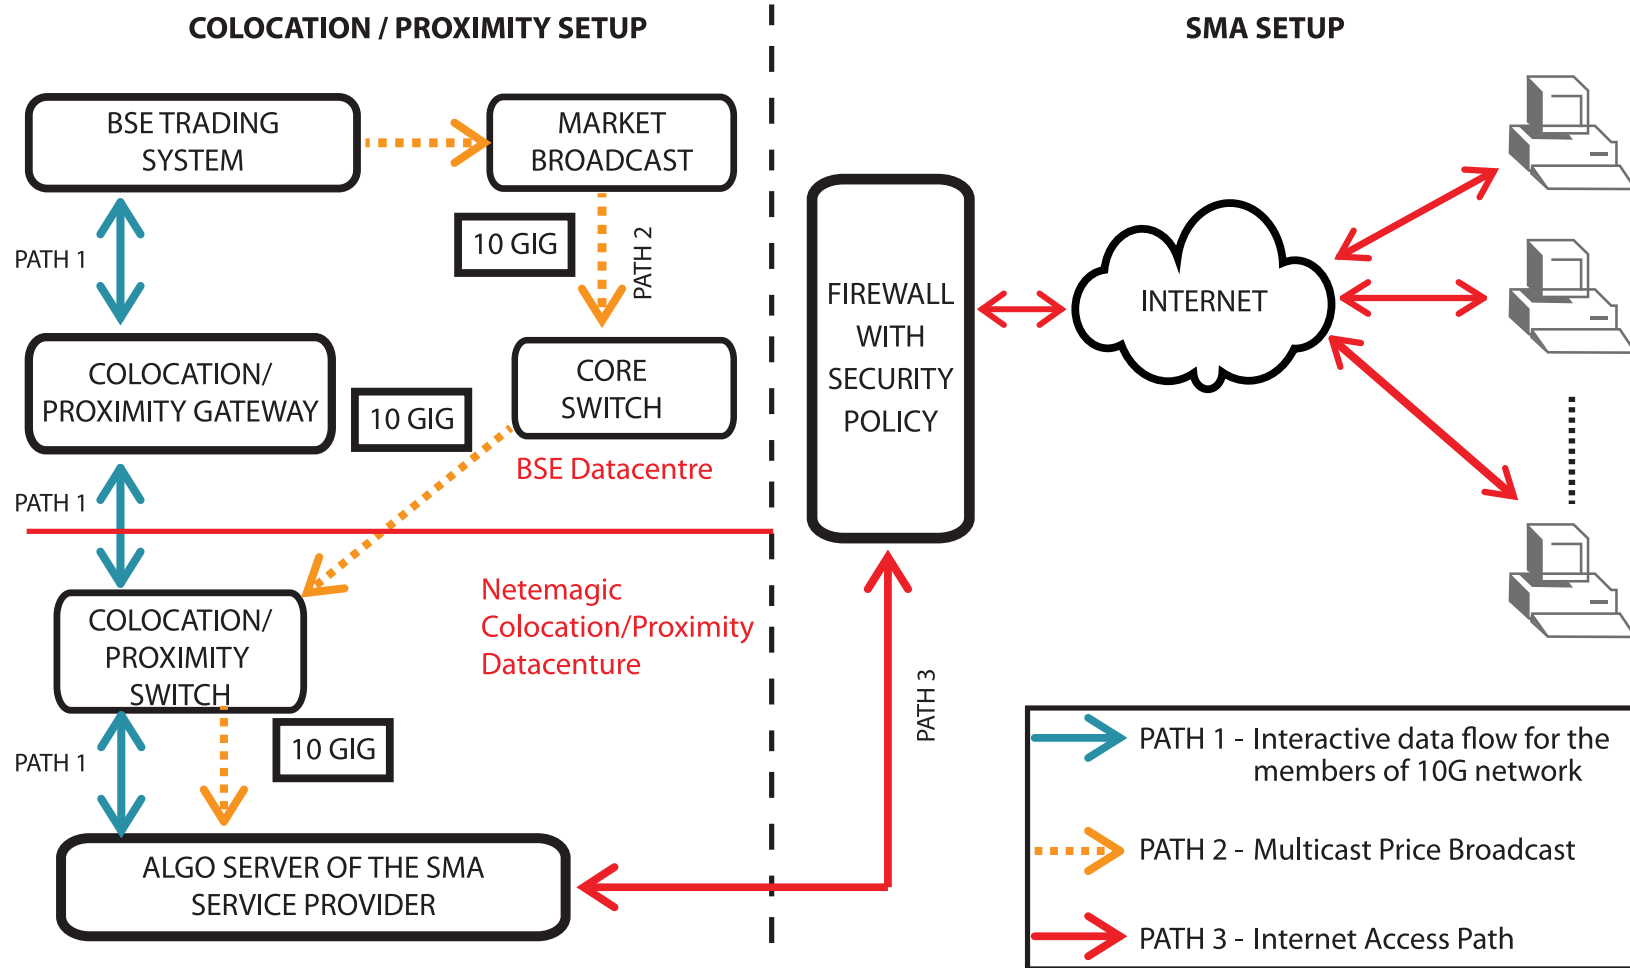 COLOCATION / PROXIMITY SETUP
SMA SETUP
BSE TRADING
SYSTEM
MARKET
BROADCAST
PATH 1
10 GIG
PATH 2
COLOCATION/
PROXIMITY GATEWAY
10 GIG
CORE
SWITCH
BSE Datacentre
PATH 1
Netemagic
Colocation/Proximity
Datacenture
COLOCATION/
PROXIMITY
SWITCH
PATH 1
10 GIG
ALGO SERVER OF THE SMA
SERVICE PROVIDER
FIREWALL
WITH
SECURITY
POLICY
INTERNET
PATH 3
PATH 1 - Interactive data flow for the
members of 10G network
PATH 2 - Multicast Price Broadcast
PATH 3 - Internet Access Path